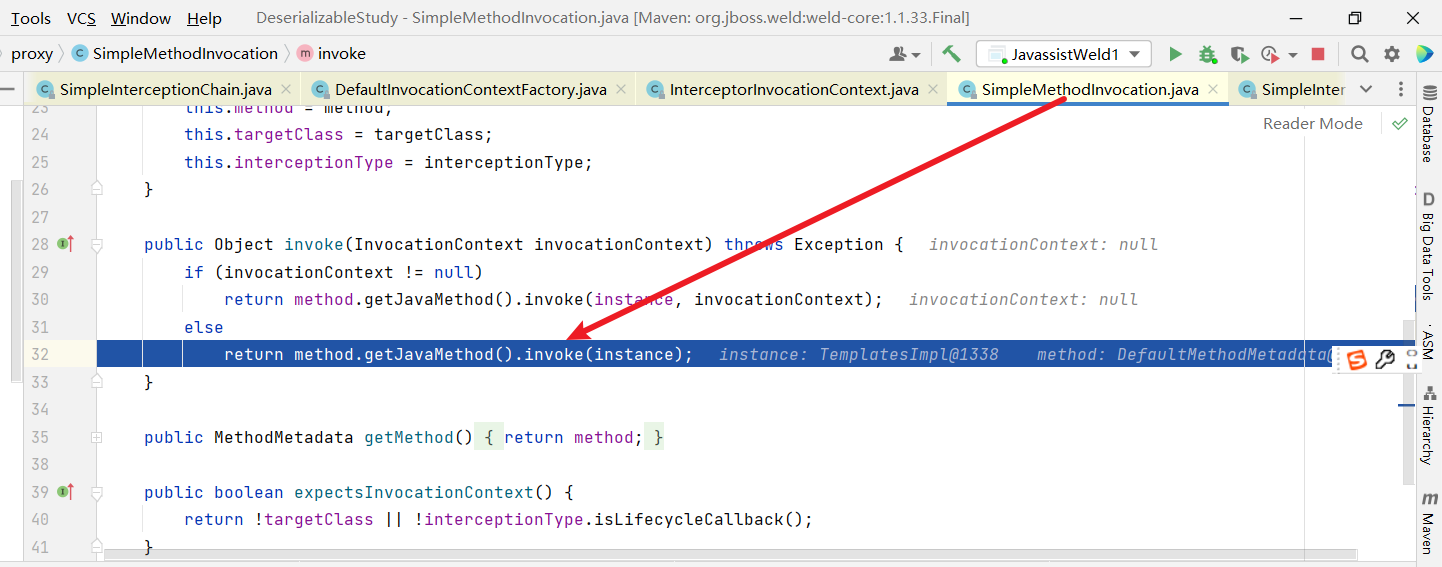 Tools VCS Window Help DeserializableStudy - SimpleMethodInvocation.java [Maven: org.jboss.weld:weld-core:1.1.33.Final]
proxy SimpleMethodInvocation invoke JavassistWeld1
SimpleInterceptionChain.java DefaultInvocationContextFactory.java InterceptorInvocationContext.java SimpleMethodInvocation.java SimpleInter
Reader Mode
23 this.method = method;
24 this.targetClass = targetClass;
25 this.interceptionType = interceptionType;
26 }
27
28 public Object invoke(InvocationContext invocationContext) throws Exception { invocationContext: null
29 if (invocationContext != null)
30 return method.getJavaMethod().invoke(instance, invocationContext); invocationContext: null
31 else
32 return method.getJavaMethod().invoke(instance); instance: TemplatesImpl@1338 method: DefaultMethodMetadata@
33 }
34
35 public MethodMetadata getMethod() { return method; }
38
39 public boolean expectsInvocationContext() {
40 return !targetClass || !interceptionType.isLifecycleCallback();
41 }
Database
D Big Data Tools
ASM
Hierarchy
m Maven